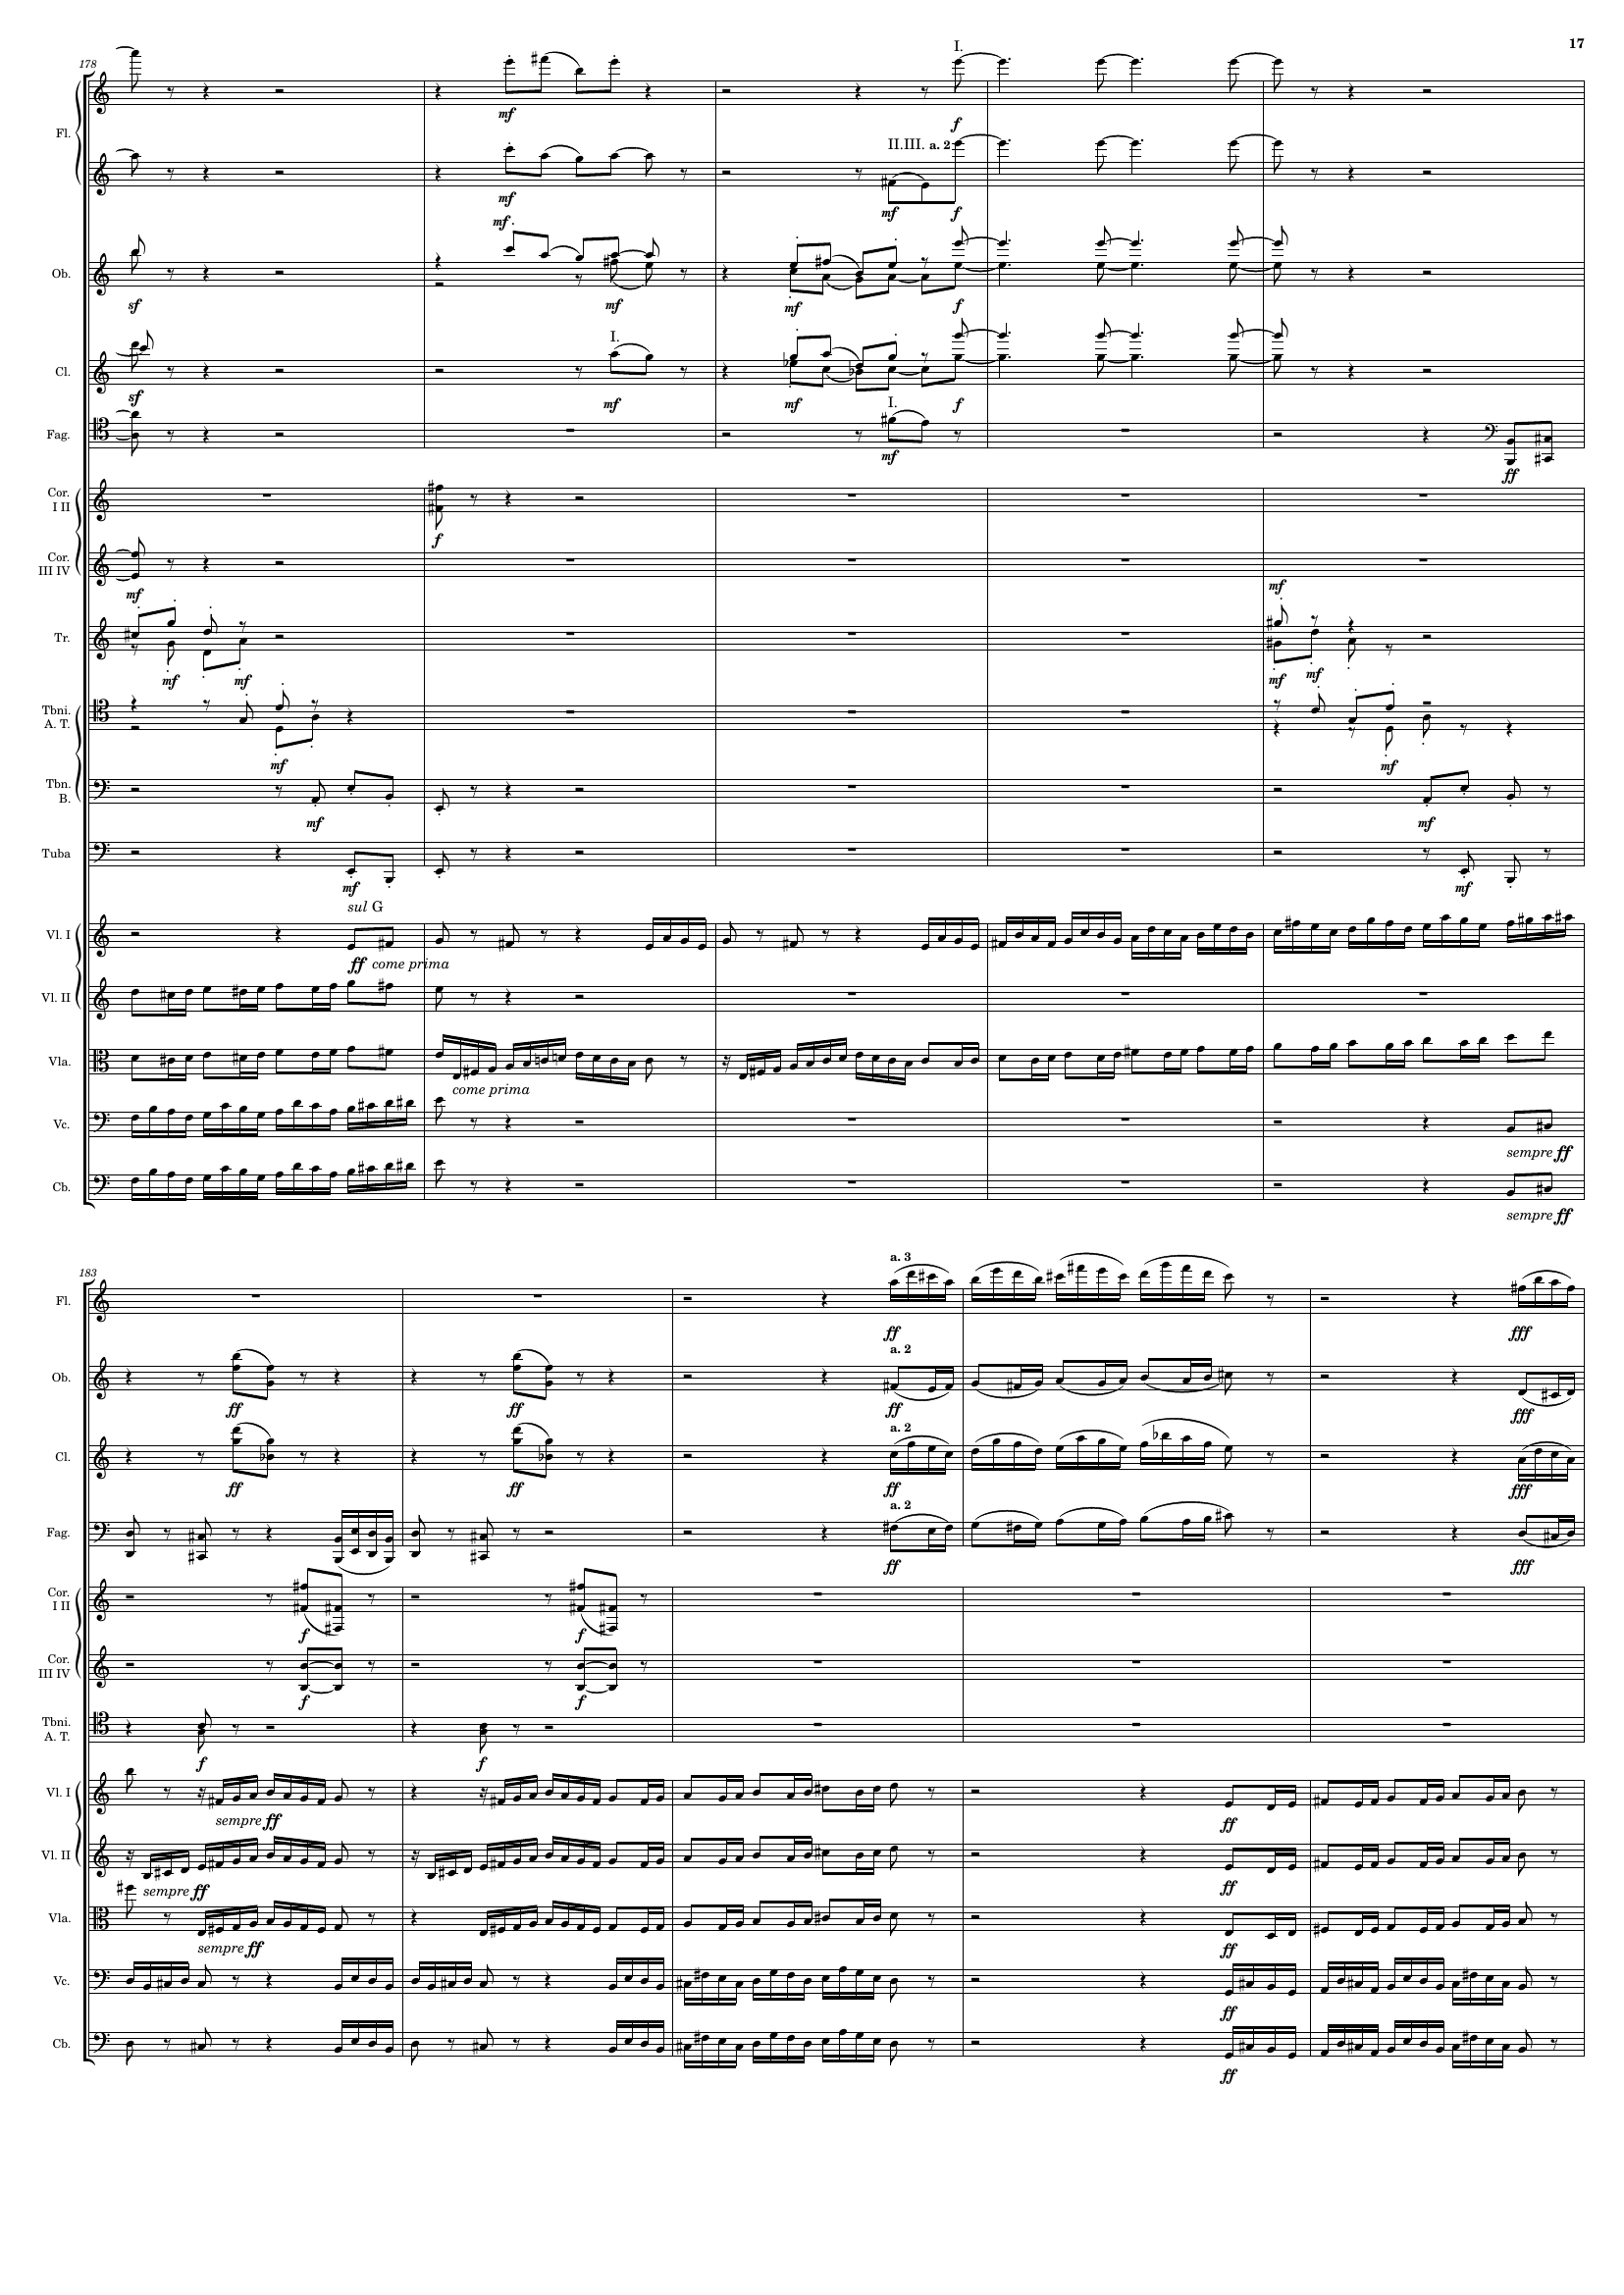 17
178
I.
Fl.
mf
f
II.III. a. 2
mf
mf
f
mf
Ob.
sf
mf
mf
f
I.
Cl.
sf
mf
mf
f
I.
Fag.
mf
ff
Cor.
I II
f
Cor.
III IV
mf
mf
Tr.
mf
mf
mf
mf
Tbni.
A. T.
mf
mf
Tbn.
B.
mf
mf
Tuba
mf
mf
sul G
Vl. I
ff come prima
Vl. II
Vla.
come prima
Vc.
sempre ff
Cb.
sempre ff
183
a. 3
Fl.
ff
fff
a. 2
Ob.
ff
ff
ff
fff
a. 2
Cl.
ff
ff
ff
fff
a. 2
Fag.
ff
fff
Cor.
I II
f
f
Cor.
III IV
f
f
Tbni.
A. T.
f
f
Vl. I
sempre ff
ff
Vl. II
sempre ff
ff
Vla.
sempre ff
ff
Vc.
ff
Cb.
ff